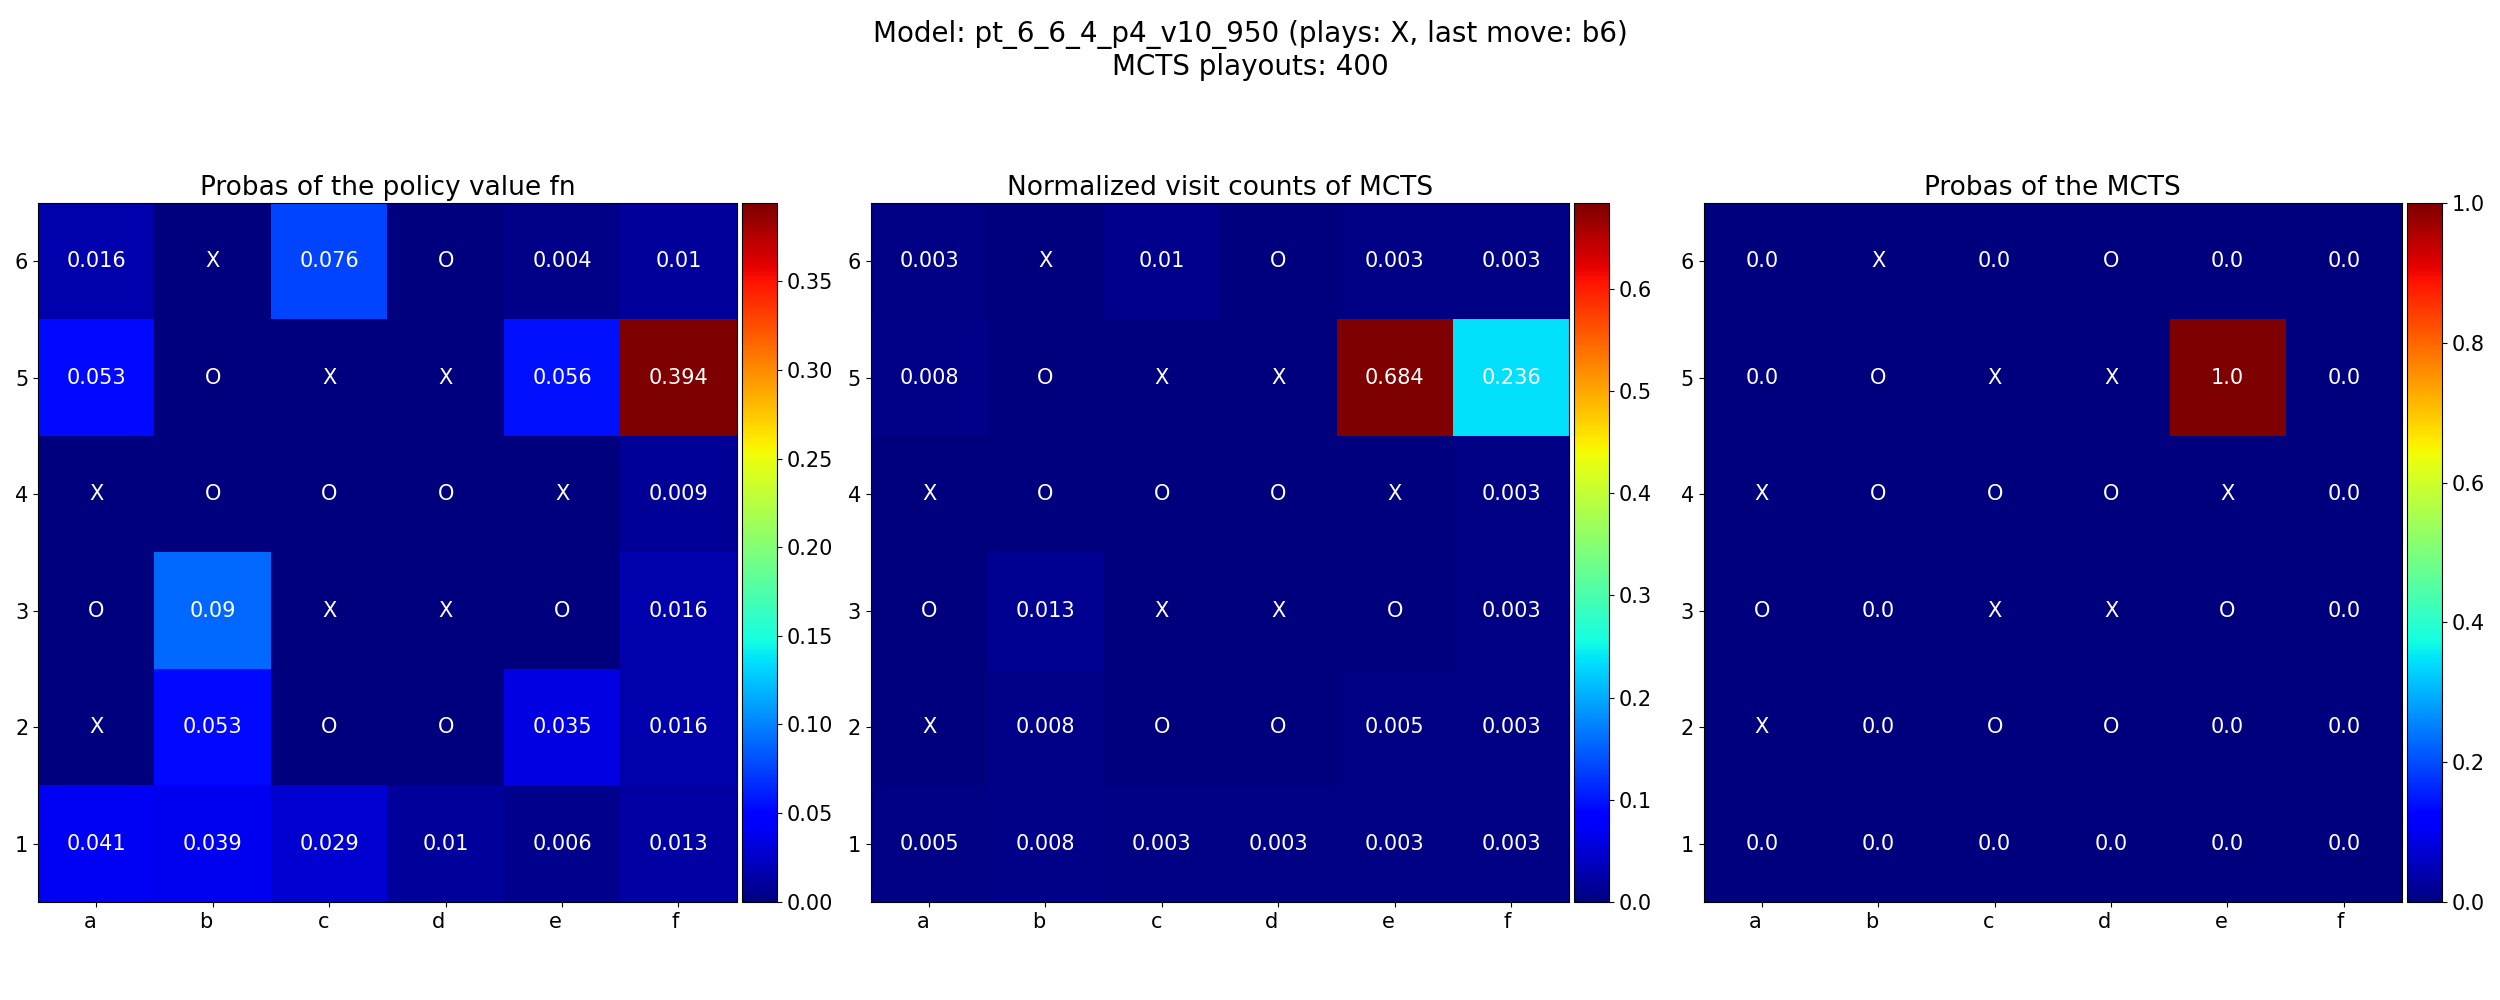 Model: pt_6_6_4_p4_v10_950 (plays: X, last move: b6)
MCTS playouts: 400
Probas of the policy value fn
6 0.016 X 0.076 O 0.004 0.01
5 0.053 O X X 0.056 0.394
4 X O O O X 0.009
3 O 0.09 X X O 0.016
2 X 0.053 O O 0.035 0.016
1 0.041 0.039 0.029 0.01 0.006 0.013
a b c d e f
0.35
0.30
0.25
0.20
0.15
0.10
0.05
0.00
Normalized visit counts of MCTS
6 0.003 X 0.01 O 0.003 0.003
5 0.008 O X X 0.684 0.236
4 X O O O X 0.003
3 O 0.013 X X O 0.003
2 X 0.008 O O 0.005 0.003
1 0.005 0.008 0.003 0.003 0.003 0.003
a b c d e f
0.6
0.5
0.4
0.3
0.2
0.1
0.0
Probas of the MCTS
6 0.0 X 0.0 O 0.0 0.0
5 0.0 O X X 1.0 0.0
4 X O O O X 0.0
3 O 0.0 X X O 0.0
2 X 0.0 O O 0.0 0.0
1 0.0 0.0 0.0 0.0 0.0 0.0
a b c d e f
1.0
0.8
0.6
0.4
0.2
0.0